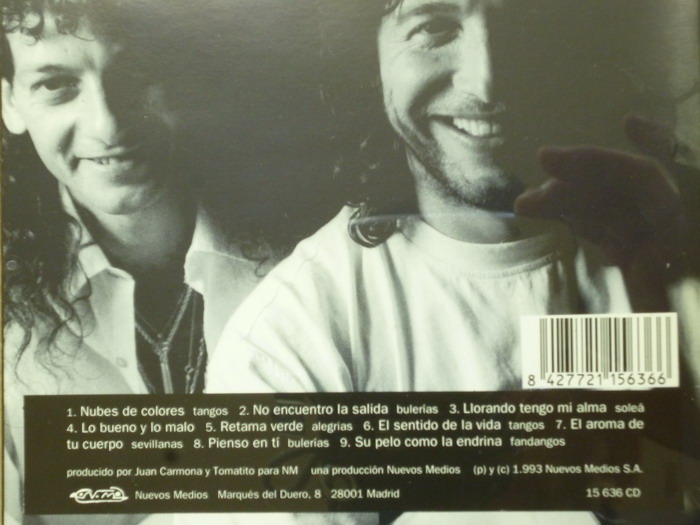 8 427721 156366
1. Nubes de colores tangos 2. No encuentro la salida bulerías 3. Llorando tengo mi alma soleá
4. Lo bueno y lo malo 5. Retama verde alegrías 6. El sentido de la vida tangos 7. El aroma de
tu cuerpo sevillanas 8. Pienso en tí bulerías 9. Su pelo como la endrina fandangos
producido por Juan Carmona y Tomatito para NM una producción Nuevos Medios (p) y (c) 1.993 Nuevos Medios S.A.
N.M. Nuevos Medios Marqués del Duero, 8 28001 Madrid 15 636 CD